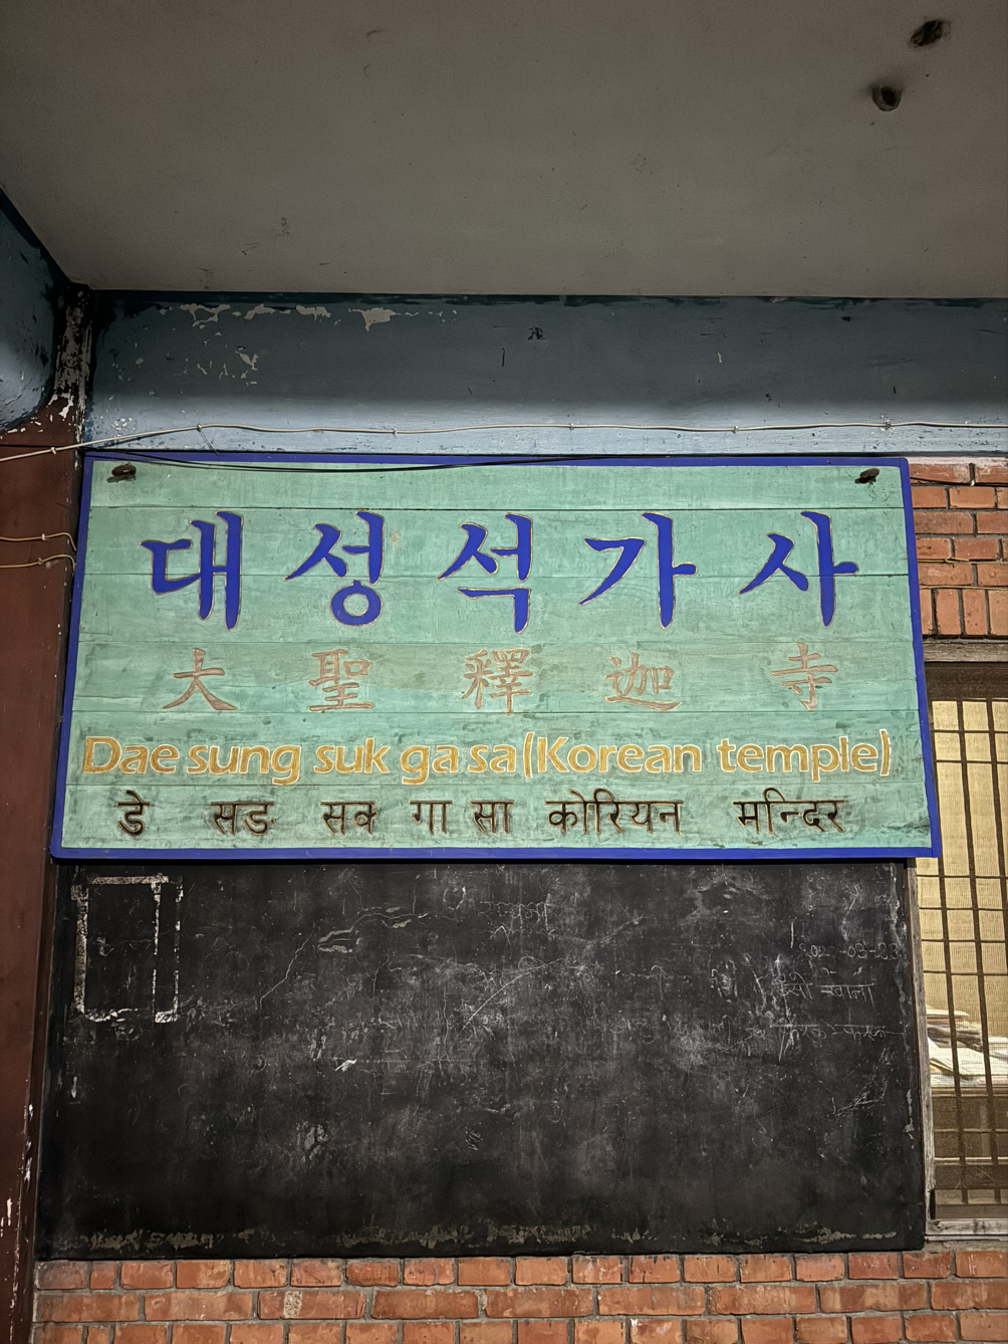 대성석가사
大聖釋迦寺
Dae sung suk ga sa (Korean temple)
डे सङ सक गा सा कोरियन मन्दिर